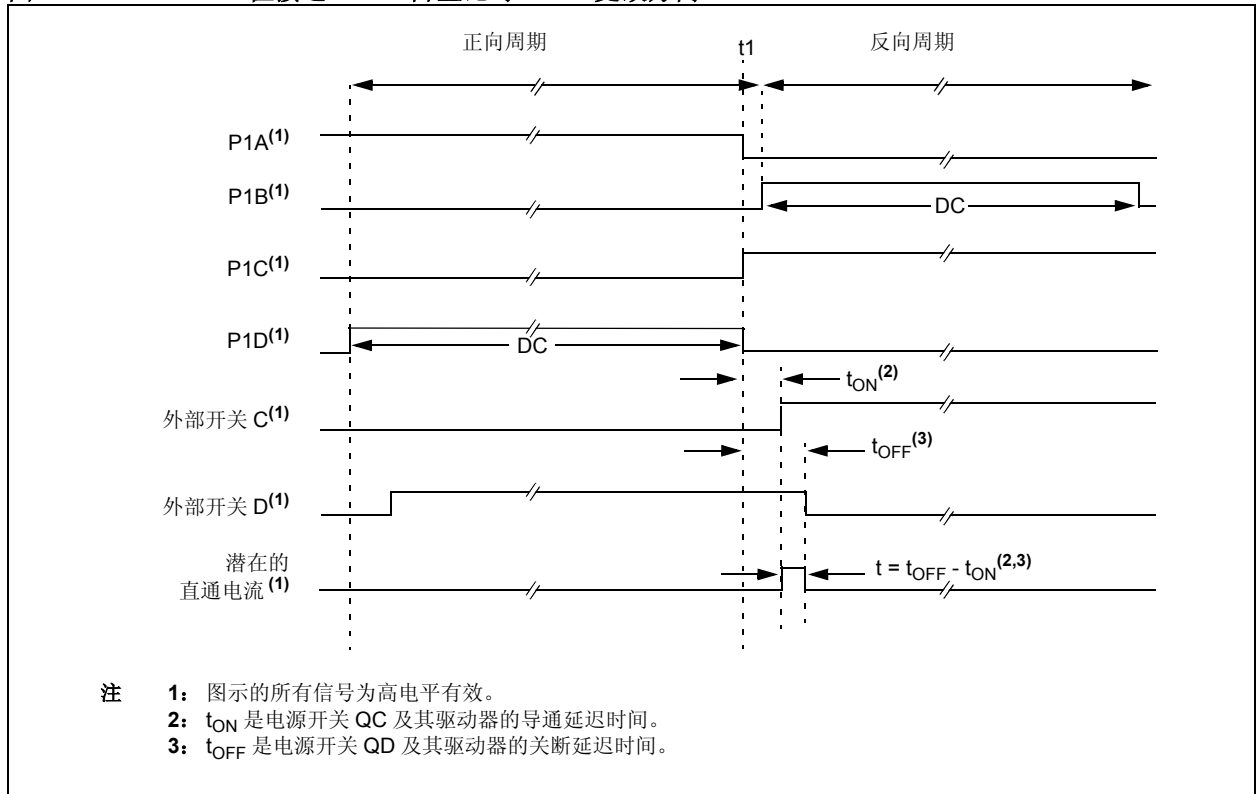 正向周期
t1
反向周期
P1A(1)
P1B(1)
DC
P1C(1)
P1D(1)
DC
tON(2)
外部开关 C(1)
tOFF(3)
外部开关 D(1)
潜在的
直通电流(1)
t = tOFF - tON(2,3)
注 1: 图示的所有信号为高电平有效。
2: tON 是电源开关 QC 及其驱动器的导通延迟时间。
3: tOFF 是电源开关 QD 及其驱动器的关断延迟时间。